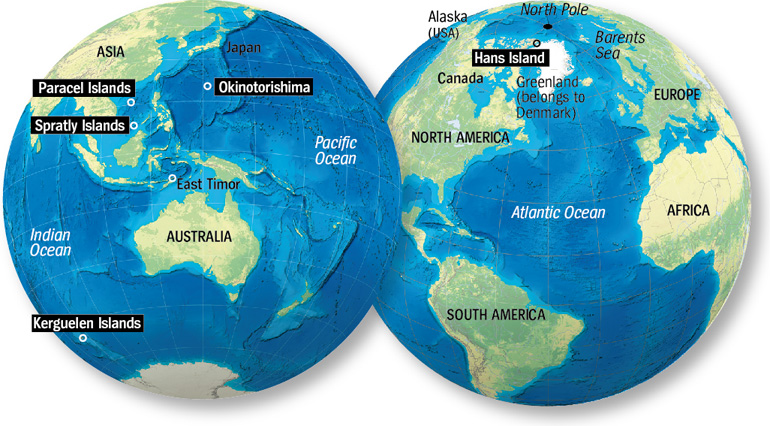 ASIA
Japan
Paracel Islands
Okinotorishima
Spratly Islands
Pacific
Ocean
East Timor
Indian
Ocean
AUSTRALIA
Kerguelen Islands
Alaska
(USA)
North Pole
Barents
Sea
Hans Island
Canada
Greenland
(belongs to
Denmark)
EUROPE
NORTH AMERICA
Atlantic Ocean
AFRICA
SOUTH AMERICA